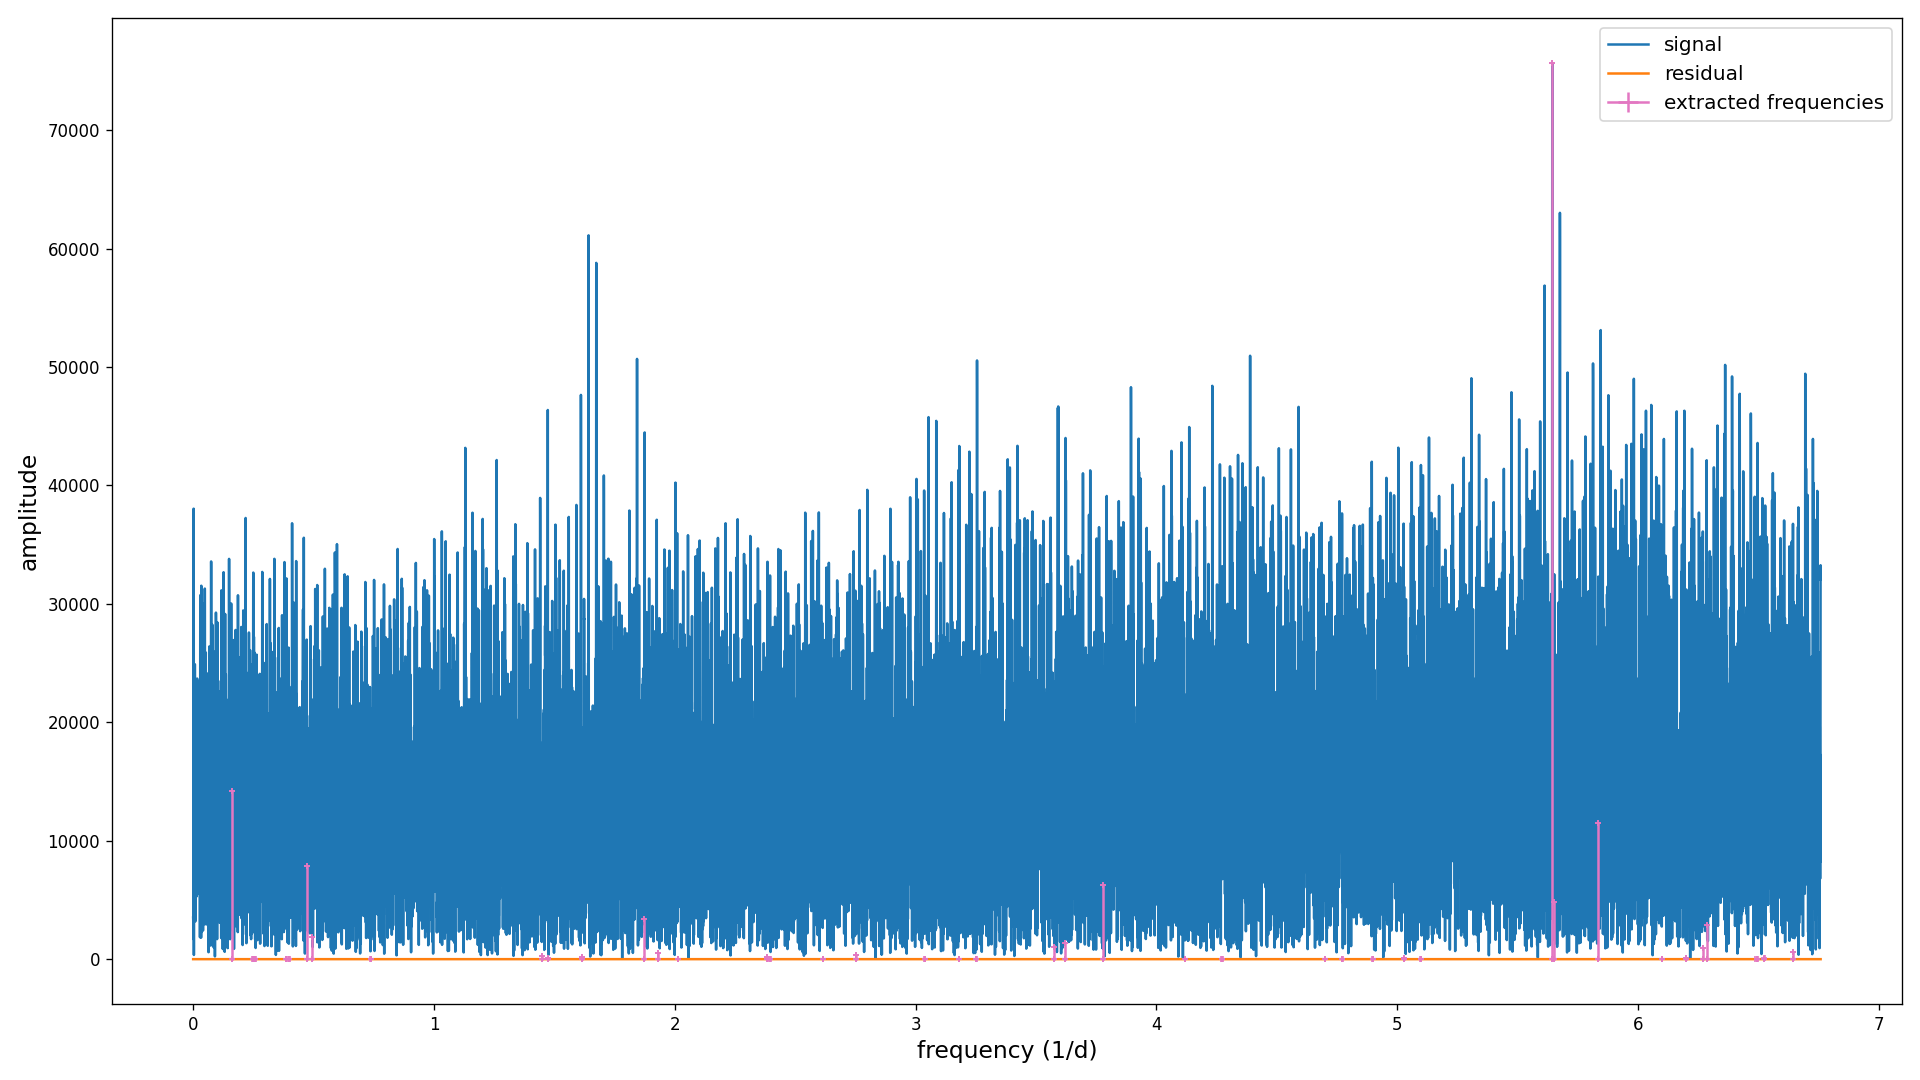 signal
residual
extracted frequencies
amplitude
70000
60000
50000
40000
30000
20000
10000
0
0 1 2 3 4 5 6 7
frequency (1/d)